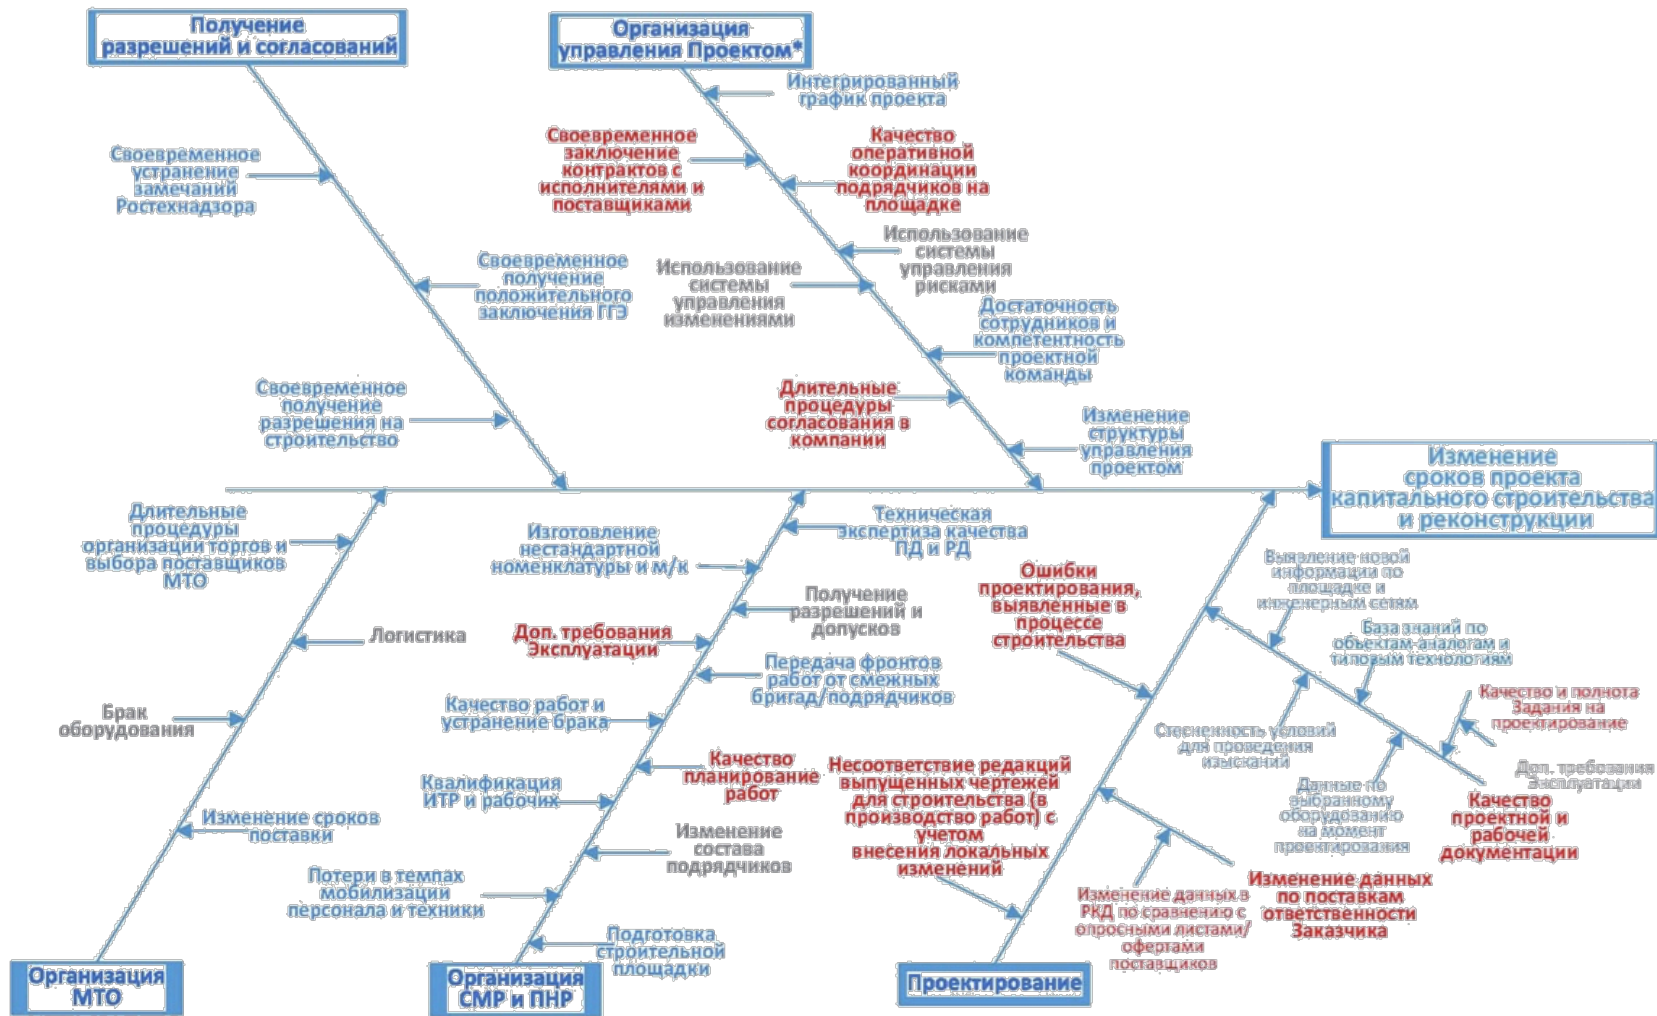 Получение
разрешений и согласований
Организация
управления Проектом*
Интегрированный
график проекта
Своевременное
заключение
контрактов с
исполнителями и
поставщиками
Качество
оперативной
координации
подрядчиков на
площадке
Своевременное
устранение
замечаний
Ростехнадзора
Использование
системы
управления
рисками
Своевременное
получение
положительного
заключения ГГЭ
Использование
системы
управления
изменениями
Достаточность
сотрудников и
компетентность
проектной
команды
Своевременное
получение
разрешения на
строительство
Длительные
процедуры
согласования в
компании
Изменение
структуры
управления
проектом
Изменение
сроков проекта
капитального строительства
и реконструкции
Длительные
процедуры
организации торгов и
выбора поставщиков
МТО
Логистика
Брак
оборудования
Изменение сроков
поставки
Организация
МТО
Техническая
экспертиза качества
ПД и РД
Изготовление
нестандартной
номенклатуры и м/к
Получение
разрешений и
допусков
Доп. требования
Эксплуатации
Передача фронтов
работ от смежных
бригад/подрядчиков
Качество работ и
устранение брака
Качество
планирование
работ
Квалификация
ИТР и рабочих
Изменение
состава
подрядчиков
Потери в темпах
мобилизации
персонала и техники
Подготовка
строительной
площадки
Организация
СМР и ПНР
Ошибки
проектирования,
выявленные в
процессе
строительства
Выявление новой
информации по
площадке и
инженерным сетям
База знаний по
объектам-аналогам и
типовым технологиям
Качество и полнота
Задания на
проектирование
Стесненность условий
для проведения
изысканий
Доп. требования
Эксплуатации
Данные по
выбранному
оборудованию
на момент
проектирования
Качество
проектной и
рабочей
документации
Несоответствие редакций
выпущенных чертежей
для строительства (в
производство работ) с
учетом
внесения локальных
изменений
Изменение данных в
РКД по сравнению с
опросными листами/
офертами
поставщиков
Изменение данных
по поставкам
ответственности
Заказчика
Проектирование